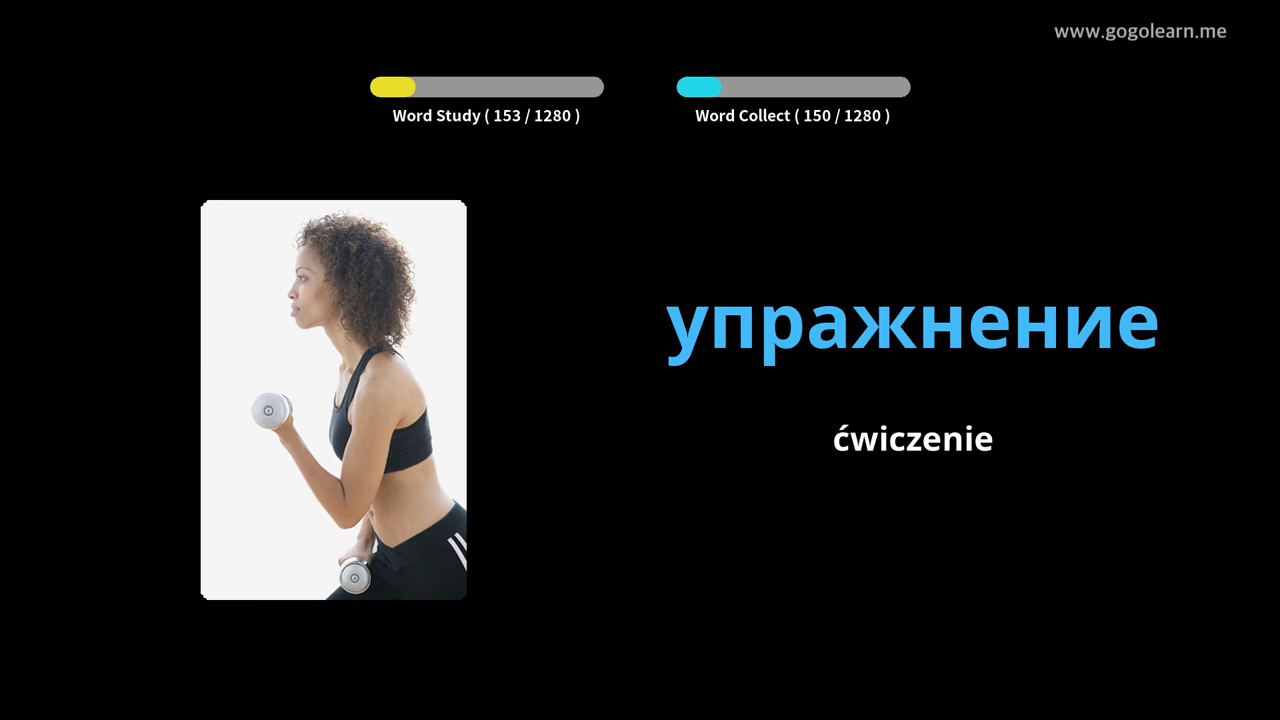 www.gogolearn.me
Word Study ( 153 / 1280 )
Word Collect ( 150 / 1280 )
упражнение
ćwiczenie